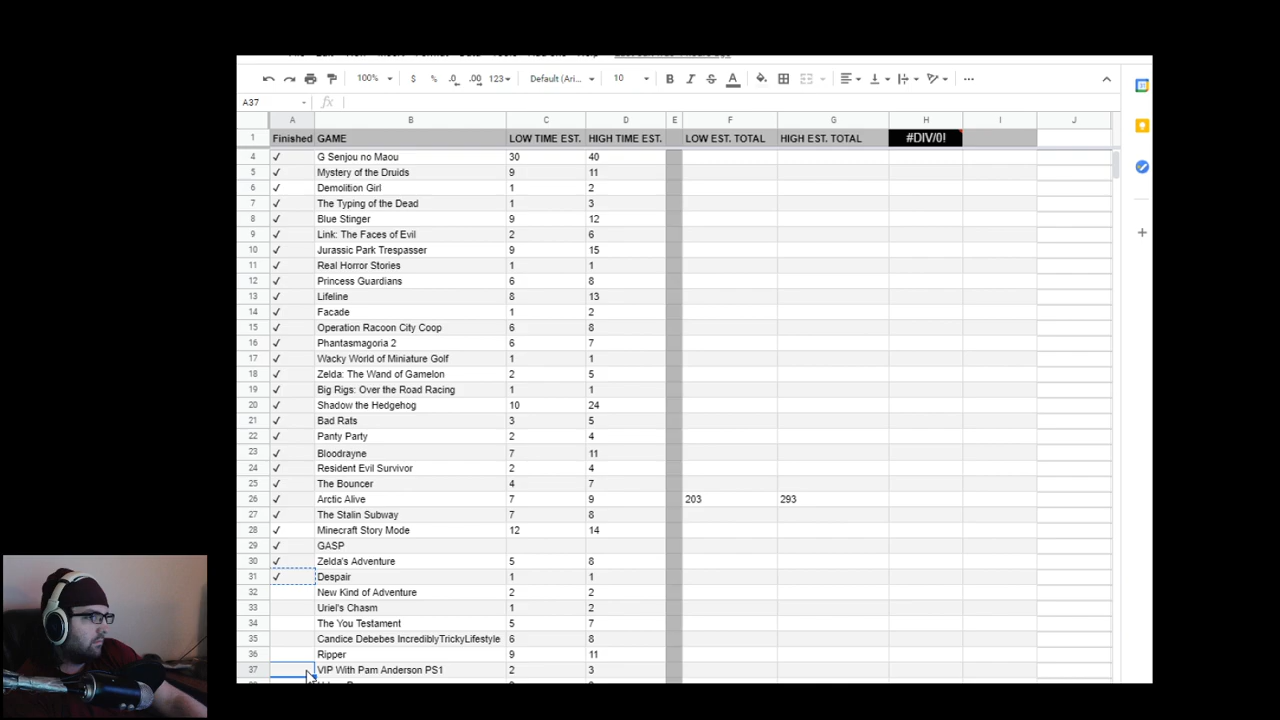 100% $ % .0 .00 123 Default (Ari... 10 B I S A
A37 fx
A B C D E F G H I J
1 Finished GAME LOW TIME EST. HIGH TIME EST. LOW EST. TOTAL HIGH EST. TOTAL #DIV/0!
4 ✓ G Senjou no Maou 30 40
5 ✓ Mystery of the Druids 9 11
6 ✓ Demolition Girl 1 2
7 ✓ The Typing of the Dead 1 3
8 ✓ Blue Stinger 9 12
9 ✓ Link: The Faces of Evil 2 6
10 ✓ Jurassic Park Trespasser 9 15
11 ✓ Real Horror Stories 1 1
12 ✓ Princess Guardians 6 8
13 ✓ Lifeline 8 13
14 ✓ Facade 1 2
15 ✓ Operation Racoon City Coop 6 8
16 ✓ Phantasmagoria 2 6 7
17 ✓ Wacky World of Miniature Golf 1 1
18 ✓ Zelda: The Wand of Gamelon 2 5
19 ✓ Big Rigs: Over the Road Racing 1 1
20 ✓ Shadow the Hedgehog 10 24
21 ✓ Bad Rats 3 5
22 ✓ Panty Party 2 4
23 ✓ Bloodrayne 7 11
24 ✓ Resident Evil Survivor 2 4
25 ✓ The Bouncer 4 7
26 ✓ Arctic Alive 7 9 203 293
27 ✓ The Stalin Subway 7 8
28 ✓ Minecraft Story Mode 12 14
29 ✓ GASP
30 ✓ Zelda's Adventure 5 8
31 ✓ Despair 1 1
32 New Kind of Adventure 2 2
33 Uriel's Chasm 1 2
34 The You Testament 5 7
35 Candice Debebes IncrediblyTrickyLifestyle 6 8
36 Ripper 9 11
37 VIP With Pam Anderson PS1 2 3